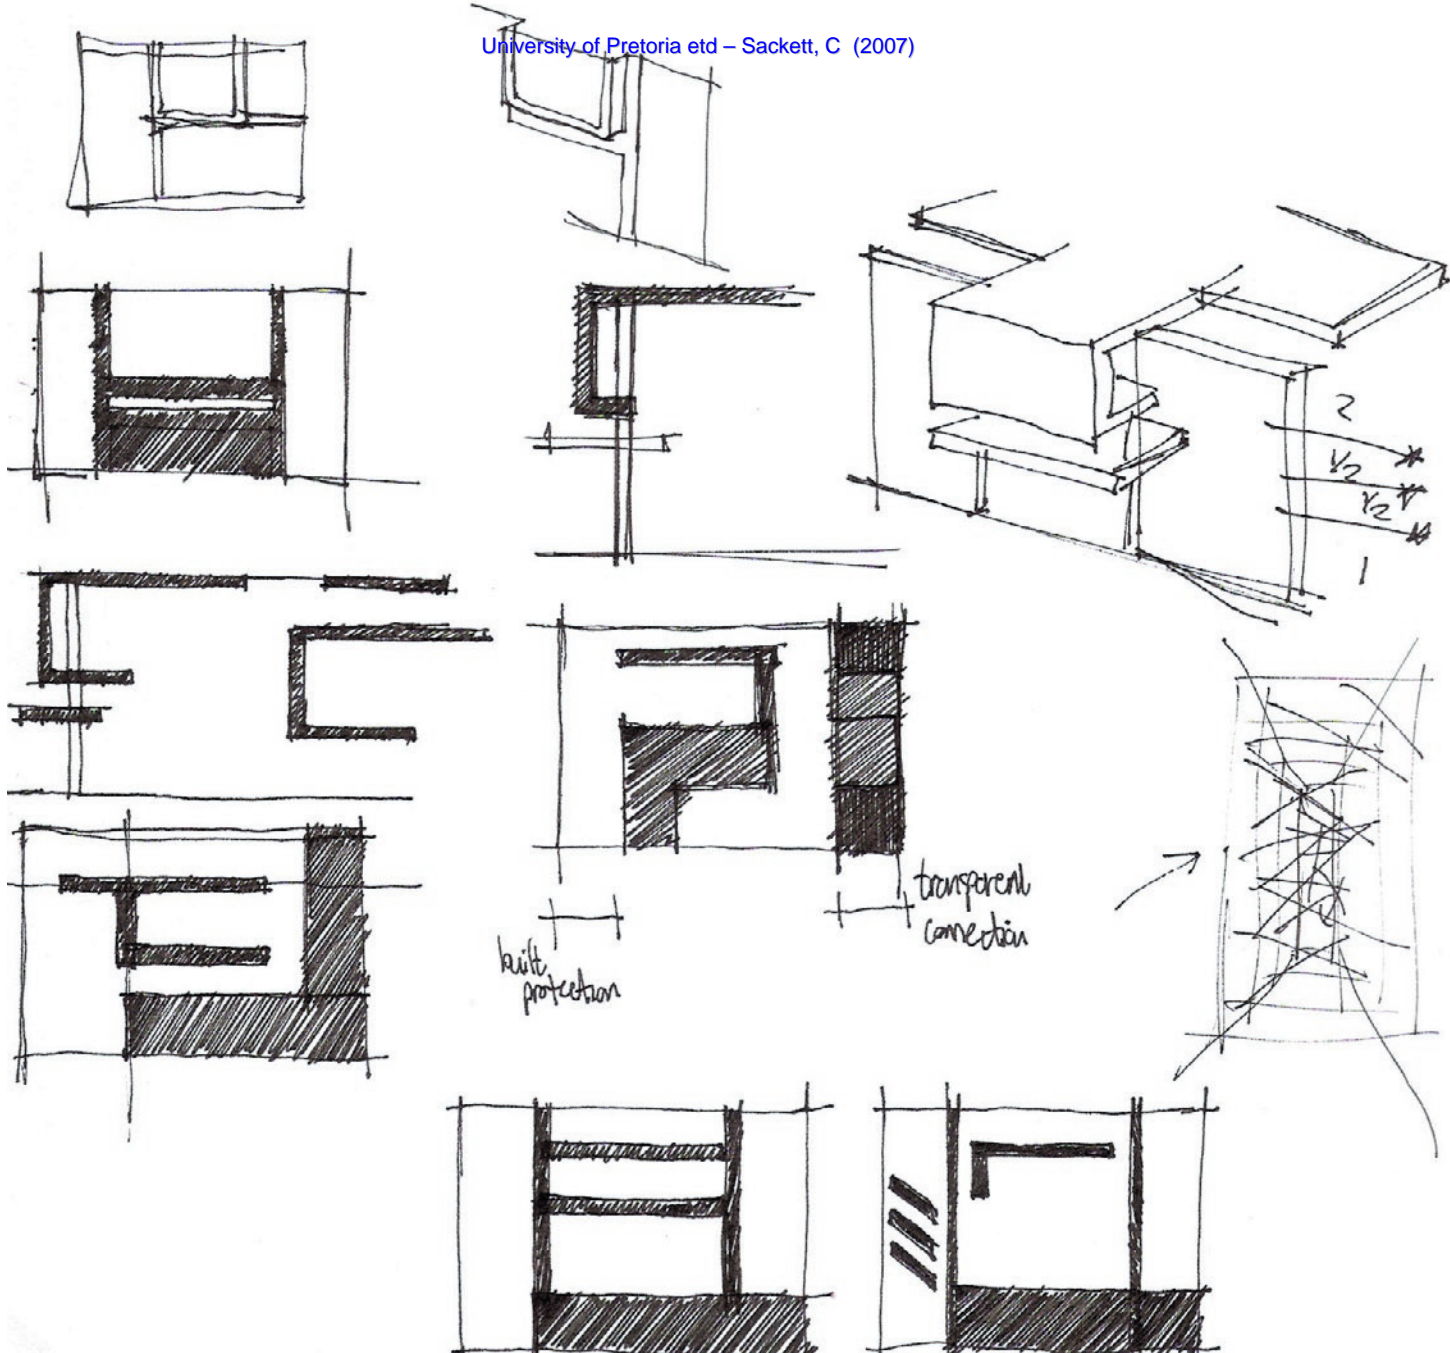 University of Pretoria etd – Sackett, C (2007)
2
1/2
1/2
1
transparent
connection
built
protection